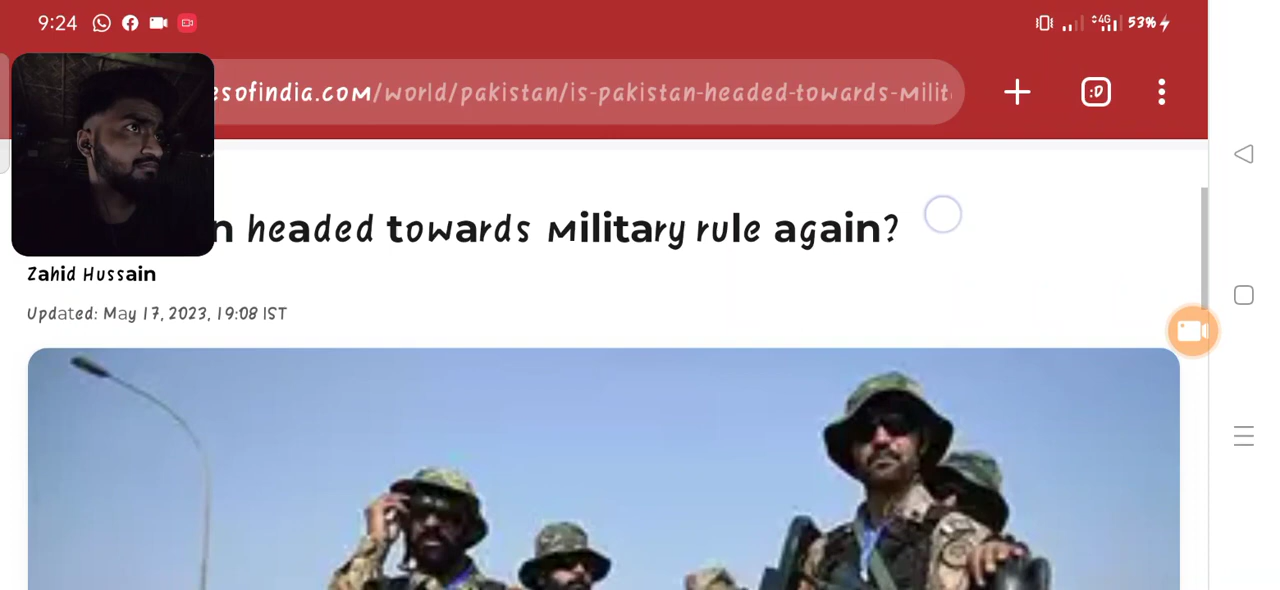 9:24
4G 53%
esofindia.com/world/pakistan/is-pakistan-headed-towards-milit
:D
n headed towards military rule again?
Zahid Hussain
Updated: May 17, 2023, 19:08 IST